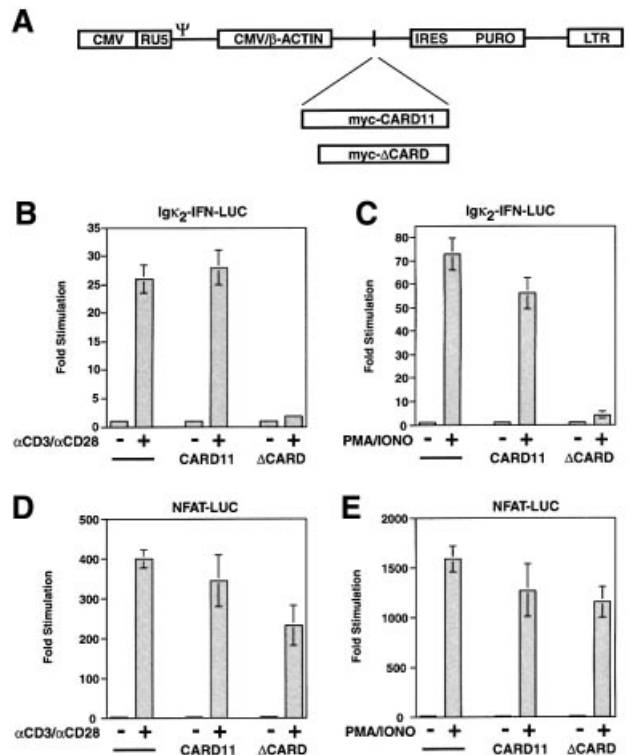 A
Ψ
CMV RU5 CMV/β-ACTIN IRES PURO LTR
myc-CARD11
myc-ΔCARD
B
Igκ2-IFN-LUC
Fold Stimulation
35
30
25
20
15
10
5
0
αCD3/αCD28 - + - + - +
CARD11 ΔCARD
C
Igκ2-IFN-LUC
Fold Stimulation
80
70
60
50
40
30
20
10
0
PMA/IONO - + - + - +
CARD11 ΔCARD
D
NFAT-LUC
Fold Stimulation
500
400
300
200
100
0
αCD3/αCD28 - + - + - +
CARD11 ΔCARD
E
NFAT-LUC
Fold Stimulation
2000
1500
1000
500
0
PMA/IONO - + - + - +
CARD11 ΔCARD